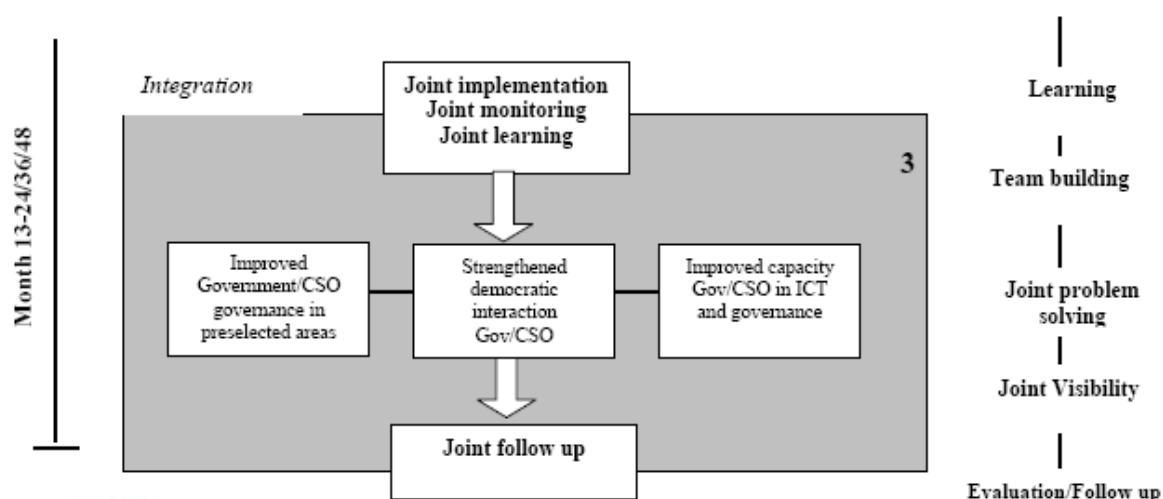 Month 13-24/36/48
Integration
Joint implementation
Joint monitoring
Joint learning
3
Improved
Government/CSO
governance in
preselected areas
Strengthened
democratic
interaction
Gov/CSO
Improved capacity
Gov/CSO in ICT
and governance
Joint follow up
Learning
Team building
Joint problem
solving
Joint Visibility
Evaluation/Follow up